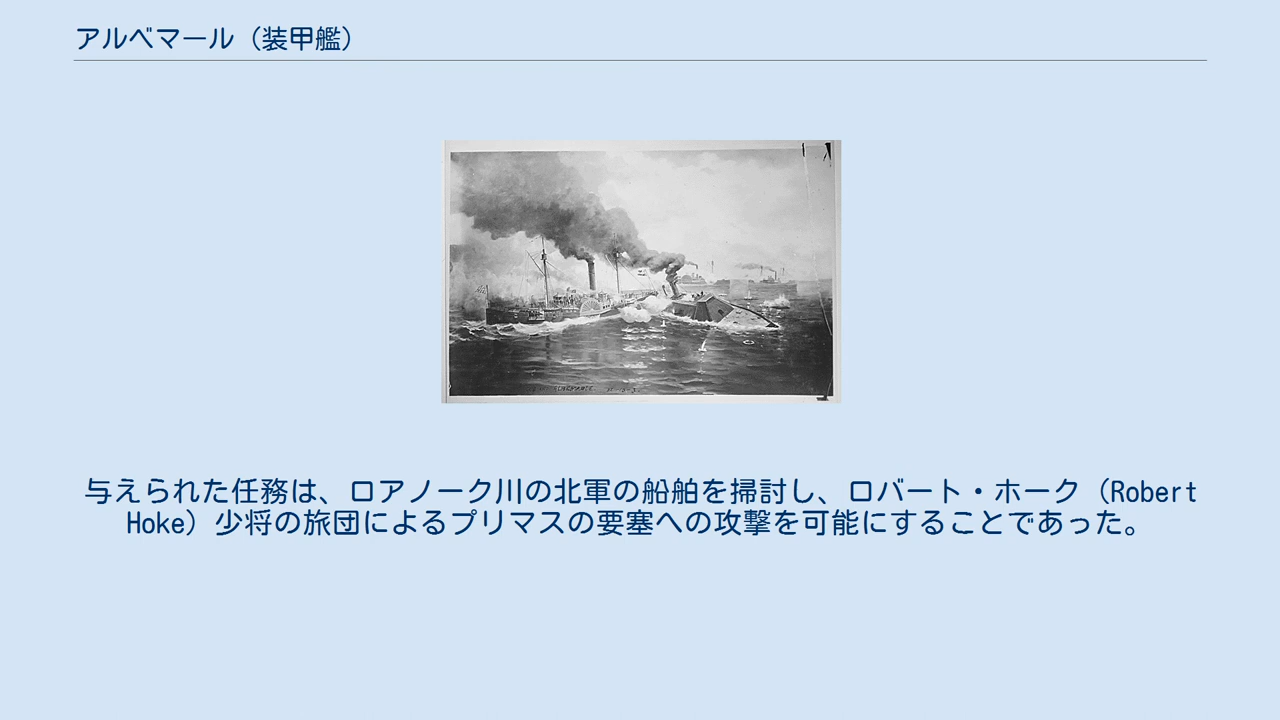 アルベマール（装甲艦）
与えられた任務は、ロアノーク川の北軍の船舶を掃討し、ロバート・ホーク（Robert
Hoke）少将の旅団によるプリマスの要塞への攻撃を可能にすることであった。